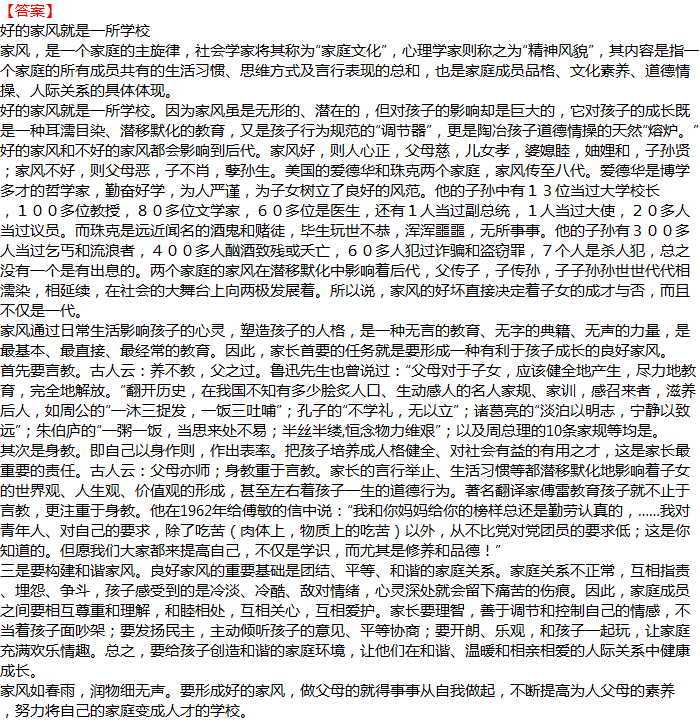 【答案】
好的家风就是一所学校
家风，是一个家庭的主旋律，社会学家将其称为“家庭文化”，心理学家则称之为“精神风貌”，其内容是指一
个家庭的所有成员共有的生活习惯、思维方式及言行表现的总和，也是家庭成员品格、文化素养、道德情
操、人际关系的具体体现。
好的家风就是一所学校。因为家风虽是无形的、潜在的，但对孩子的影响却是巨大的，它对孩子的成长既
是一种耳濡目染、潜移默化的教育，又是孩子行为规范的“调节器”，更是陶冶孩子道德情操的天然“熔炉。”
好的家风和不好的家风都会影响到后代。家风好，则人心正，父母慈，儿女孝，婆媳睦，妯娌和，子孙贤
；家风不好，则父母恶，子不肖，孽孙生。美国的爱德华和珠克两个家庭，家风传至八代。爱德华是博学
多才的哲学家，勤奋好学，为人严谨，为子女树立了良好的风范。他的子孙中有１３位当过大学校长
，１００多位教授，８０多位文学家，６０多位是医生，还有１人当过副总统，１人当过大使，２０多人
当过议员。而珠克是远近闻名的酒鬼和赌徒，毕生玩世不恭，浑浑噩噩，无所事事。他的子孙有３００多
人当过乞丐和流浪者，４００多人酗酒致残或夭亡，６０多人犯过诈骗和盗窃罪，７个人是杀人犯，总之
没有一个是有出息的。两个家庭的家风在潜移默化中影响着后代，父传子，子传孙，子子孙孙世世代代相
濡染，相延续，在社会的大舞台上向两极发展着。所以说，家风的好坏直接决定着子女的成才与否，而且
不仅是一代。
家风通过日常生活影响孩子的心灵，塑造孩子的人格，是一种无言的教育、无字的典籍、无声的力量，是
最基本、最直接、最经常的教育。因此，家长首要的任务就是要形成一种有利于孩子成长的良好家风。
首先要言教。古人云：养不教，父之过。鲁迅先生也曾说过：“父母对于子女，应该健全地产生，尽力地教
育，完全地解放。”翻开历史，在我国不知有多少脍炙人口、生动感人的名人家规、家训，感召来者，滋养
后人，如周公的“一沐三捉发，一饭三吐哺”；孔子的“不学礼，无以立”；诸葛亮的“淡泊以明志，宁静以致
远”；朱伯庐的“一粥一饭，当思来处不易；半丝半缕,恒念物力维艰”；以及周总理的10条家规等均是。
其次是身教。即自己以身作则，作出表率。把孩子培养成人格健全、对社会有益的有用之才，这是家长最
重要的责任。古人云：父母亦师；身教重于言教。家长的言行举止、生活习惯等都潜移默化地影响着子女
的世界观、人生观、价值观的形成，甚至左右着孩子一生的道德行为。著名翻译家傅雷教育孩子就不止于
言教，更注重于身教。他在1962年给傅敏的信中说：“我和你妈妈给你的榜样总还是勤劳认真的，……我对
青年人、对自己的要求，除了吃苦（肉体上，物质上的吃苦）以外，从不比党对党团员的要求低；这是你
知道的。但愿我们大家都来提高自己，不仅是学识，而尤其是修养和品德！”
三是要构建和谐家风。良好家风的重要基础是团结、平等、和谐的家庭关系。家庭关系不正常，互相指责
、埋怨、争斗，孩子感受到的是冷淡、冷酷、敌对情绪，心灵深处就会留下痛苦的伤痕。因此，家庭成员
之间要相互尊重和理解，和睦相处，互相关心，互相爱护。家长要理智，善于调节和控制自己的情感，不
当着孩子面吵架；要发扬民主，主动倾听孩子的意见、平等协商；要开朗、乐观，和孩子一起玩，让家庭
充满欢乐情趣。总之，要给孩子创造和谐的家庭环境，让他们在和谐、温暖和相亲相爱的人际关系中健康
成长。
家风如春雨，润物细无声。要形成好的家风，做父母的就得事事从自我做起，不断提高为人父母的素养
，努力将自己的家庭变成人才的学校。